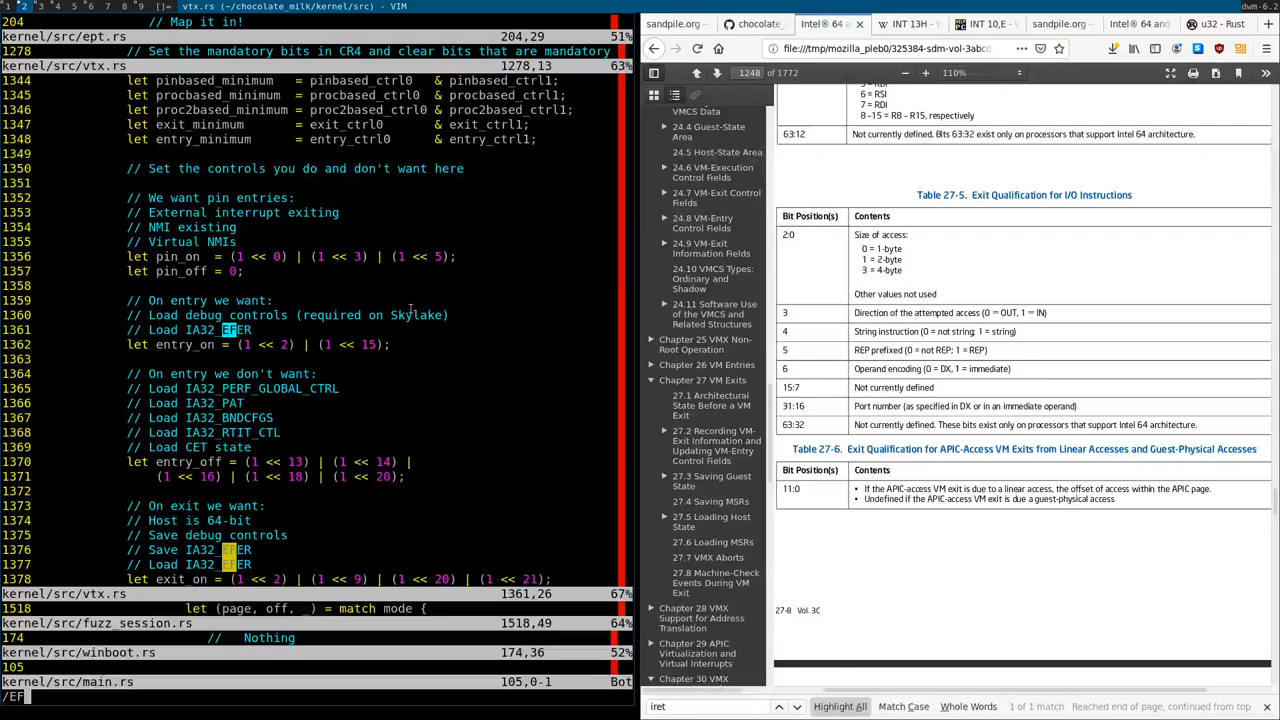 1 2 3 4 5 6 7 8 9 []= vtx.rs (~/chocolate_milk/kernel/src) - VIM dwm-6.2
204 // Map it in!
kernel/src/ept.rs 204,29 51%
1278 // Set the mandatory bits in CR4 and clear bits that are mandatory
kernel/src/vtx.rs 1278,13 63%
1344 let pinbased_minimum = pinbased_ctrl0 & pinbased_ctrl1;
1345 let procbased_minimum = procbased_ctrl0 & procbased_ctrl1;
1346 let proc2based_minimum = proc2based_ctrl0 & proc2based_ctrl1;
1347 let exit_minimum = exit_ctrl0 & exit_ctrl1;
1348 let entry_minimum = entry_ctrl0 & entry_ctrl1;
1349
1350 // Set the controls you do and don't want here
1351
1352 // We want pin entries:
1353 // External interrupt exiting
1354 // NMI existing
1355 // Virtual NMIs
1356 let pin_on = (1 << 0) | (1 << 3) | (1 << 5);
1357 let pin_off = 0;
1358
1359 // On entry we want:
1360 // Load debug controls (required on Skylake)
1361 // Load IA32_EFER
1362 let entry_on = (1 << 2) | (1 << 15);
1363
1364 // On entry we don't want:
1365 // Load IA32_PERF_GLOBAL_CTRL
1366 // Load IA32_PAT
1367 // Load IA32_BNDCFGS
1368 // Load IA32_RTIT_CTL
1369 // Load CET state
1370 let entry_off = (1 << 13) | (1 << 14) |
1371 (1 << 16) | (1 << 18) | (1 << 20);
1372
1373 // On exit we want:
1374 // Host is 64-bit
1375 // Save debug controls
1376 // Save IA32_EFER
1377 // Load IA32_EFER
1378 let exit_on = (1 << 2) | (1 << 9) | (1 << 20) | (1 << 21);
kernel/src/vtx.rs 1361,26 67%
1518 let (page, off, _) = match mode {
kernel/src/fuzz_session.rs 1518,49 64%
174 // Nothing
kernel/src/winboot.rs 174,36 52%
105
kernel/src/main.rs 105,0-1 Bot
/EF
sandpile.org chocolate_ Intel® 64 a INT 13H - V INT 10,E - sandpile.org Intel® 64 and u32 - Rust
file:///tmp/mozilla_pleb0/325384-sdm-vol-3abcd
1248 of 1772 110%
VMCS Data
24.4 Guest-State
Area
24.5 Host-State Area
24.6 VM-Execution
Control Fields
24.7 VM-Exit Control
Fields
24.8 VM-Entry
Control Fields
24.9 VM-Exit
Information Fields
24.10 VMCS Types:
Ordinary and
Shadow
24.11 Software Use
of the VMCS and
Related Structures
Chapter 25 VMX Non-
Root Operation
Chapter 26 VM Entries
Chapter 27 VM Exits
27.1 Architectural
State Before a VM
Exit
27.2 Recording VM-
Exit Information and
Updating VM-Entry
Control Fields
27.3 Saving Guest
State
27.4 Saving MSRs
27.5 Loading Host
State
27.6 Loading MSRs
27.7 VMX Aborts
27.8 Machine-Check
Events During VM
Exit
Chapter 28 VMX
Support for Address
Translation
Chapter 29 APIC
Virtualization and
Virtual Interrupts
Chapter 30 VMX
6 = RSI
7 = RDI
8–15 = R8 – R15, respectively
63:12 Not currently defined. Bits 63:32 exist only on processors that support Intel 64 architecture.
Table 27-5. Exit Qualification for I/O Instructions
Bit Position(s) Contents
2:0 Size of access:
0 = 1-byte
1 = 2-byte
3 = 4-byte
Other values not used
3 Direction of the attempted access (0 = OUT, 1 = IN)
4 String instruction (0 = not string; 1 = string)
5 REP prefixed (0 = not REP; 1 = REP)
6 Operand encoding (0 = DX, 1 = immediate)
15:7 Not currently defined
31:16 Port number (as specified in DX or in an immediate operand)
63:32 Not currently defined. These bits exist only on processors that support Intel 64 architecture.
Table 27-6. Exit Qualification for APIC-Access VM Exits from Linear Accesses and Guest-Physical Accesses
Bit Position(s) Contents
11:0 • If the APIC-access VM exit is due to a linear access, the offset of access within the APIC page.
• Undefined if the APIC-access VM exit is due a guest-physical access
27-8 Vol. 3C
iret Highlight All Match Case Whole Words 1 of 1 match Reached end of page, continued from top